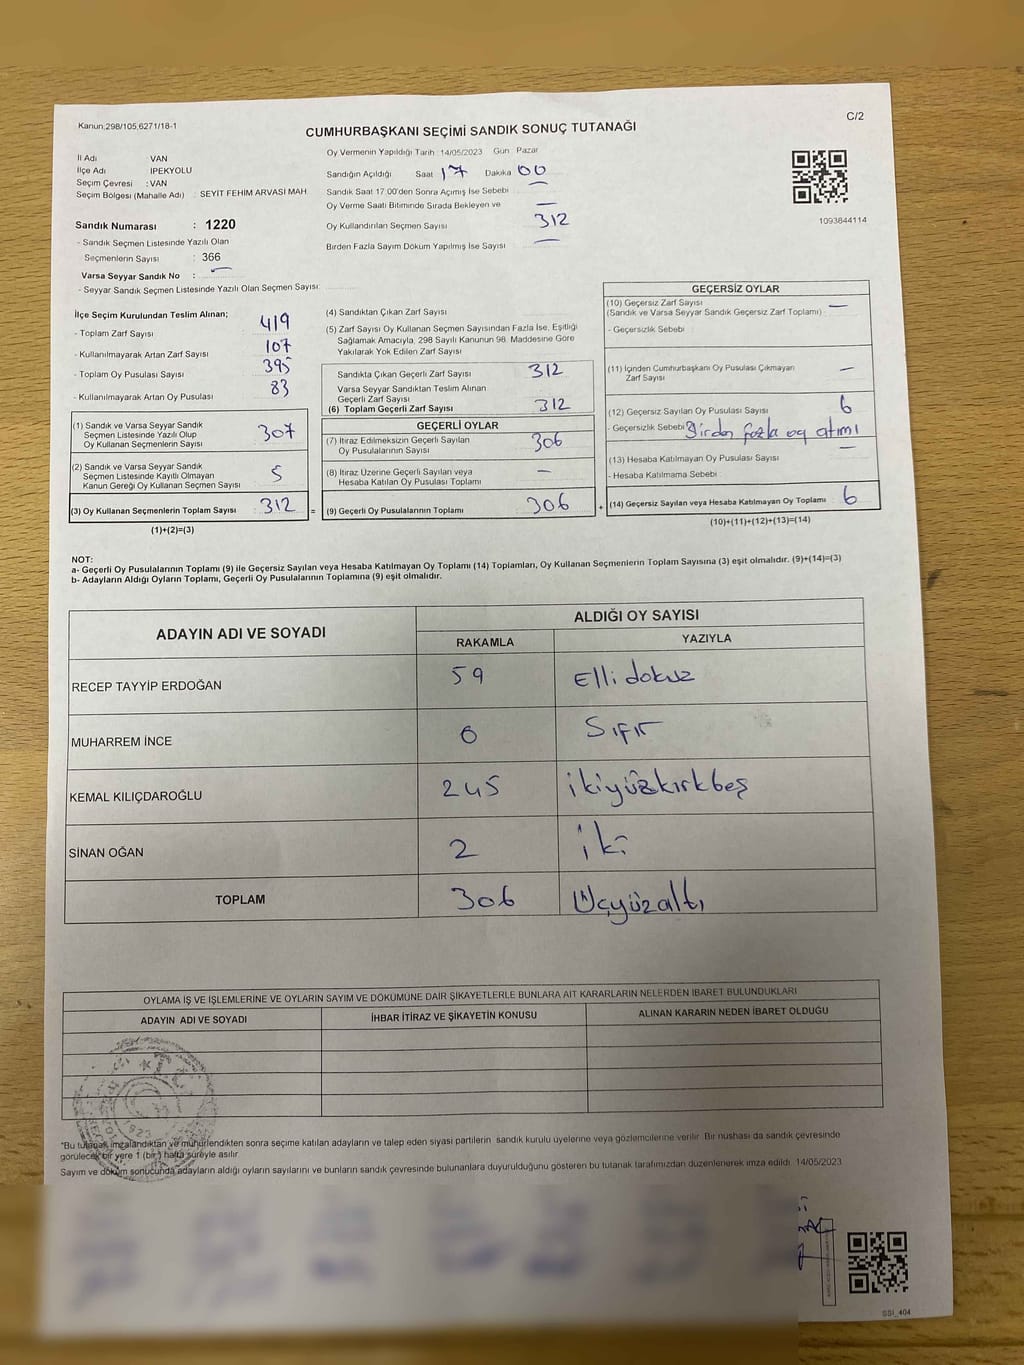 Kanun;298/105,6271/18-1
C/2
CUMHURBAŞKANI SEÇİMİ SANDIK SONUÇ TUTANAĞI
İl Adı VAN
İlçe Adı IPEKYOLU
Seçim Çevresi : VAN
Seçim Bölgesi (Mahalle Adı) : SEYİT FEHİM ARVASİ MAH
Sandık Numarası : 1220
- Sandık Seçmen Listesinde Yazılı Olan
Seçmenlerin Sayısı : 366
Varsa Seyyar Sandık No :
- Seyyar Sandık Seçmen Listesinde Yazılı Olan Seçmen Sayısı:
Oy Vermenin Yapıldığı Tarih : 14/05/2023 Gün : Pazar
Sandığın Açıldığı Saat 17 Dakika 00
Sandık Saat 17:00'den Sonra Açımış İse Sebebi —
Oy Verme Saati Bitiminde Sırada Bekleyen ve —
Oy Kullandırılan Seçmen Sayısı 312
Birden Fazla Sayım Döküm Yapılmış İse Sayısı —
1093844114
İlçe Seçim Kurulundan Teslim Alınan;
- Toplam Zarf Sayısı 419
- Kullanılmayarak Artan Zarf Sayısı 107
- Toplam Oy Pusulası Sayısı 395
- Kullanılmayarak Artan Oy Pusulası 83
(1) Sandık ve Varsa Seyyar Sandık
Seçmen Listesinde Yazılı Olup
Oy Kullanan Seçmenlerin Sayısı 307
(2) Sandık ve Varsa Seyyar Sandık
Seçmen Listesinde Kayıtlı Olmayan
Kanun Gereği Oy Kullanan Seçmen Sayısı 5
(3) Oy Kullanan Seçmenlerin Toplam Sayısı 312 =
(1)+(2)=(3)
(4) Sandıktan Çıkan Zarf Sayısı
(5) Zarf Sayısı Oy Kullanan Seçmen Sayısından Fazla İse, Eşitliği
Sağlamak Amacıyla, 298 Sayılı Kanunun 98. Maddesine Göre
Yakılarak Yok Edilen Zarf Sayısı
Sandıkta Çıkan Geçerli Zarf Sayısı 312
Varsa Seyyar Sandıktan Teslim Alınan
Geçerli Zarf Sayısı
(6) Toplam Geçerli Zarf Sayısı 312
GEÇERLİ OYLAR
(7) İtiraz Edilmeksizin Geçerli Sayılan
Oy Pusulalarının Sayısı 306
(8) İtiraz Üzerine Geçerli Sayılan veya
Hesaba Katılan Oy Pusulası Toplamı —
(9) Geçerli Oy Pusulalarının Toplamı 306 +
GEÇERSİZ OYLAR
(10) Geçersiz Zarf Sayısı —
(Sandık ve Varsa Seyyar Sandık Geçersiz Zarf Toplamı)
- Geçersizlik Sebebi
(11) İçinden Cumhurbaşkanı Oy Pusulası Çıkmayan
Zarf Sayısı —
(12) Geçersiz Sayılan Oy Pusulası Sayısı 6
- Geçersizlik Sebebi Birden fazla oy atımı
(13) Hesaba Katılmayan Oy Pusulası Sayısı —
- Hesaba Katılmama Sebebi
(14) Geçersiz Sayılan veya Hesaba Katılmayan Oy Toplamı 6
(10)+(11)+(12)+(13)=(14)
NOT:
a- Geçerli Oy Pusulalarının Toplamı (9) ile Geçersiz Sayılan veya Hesaba Katılmayan Oy Toplamı (14) Toplamları, Oy Kullanan Seçmenlerin Toplam Sayısına (3) eşit olmalıdır. (9)+(14)=(3)
b- Adayların Aldığı Oyların Toplamı, Geçerli Oy Pusulalarının Toplamına (9) eşit olmalıdır.
ADAYIN ADI VE SOYADI
ALDIĞI OY SAYISI
RAKAMLA YAZIYLA
RECEP TAYYİP ERDOĞAN 59 Elli dokuz
MUHARREM İNCE 0 Sıfır
KEMAL KILIÇDAROĞLU 245 ikiyüzkırkbeş
SİNAN OĞAN 2 iki
TOPLAM 306 Üçyüzaltı
OYLAMA İŞ VE İŞLEMLERİNE VE OYLARIN SAYIM VE DÖKÜMÜNE DAİR ŞİKAYETLERLE BUNLARA AİT KARARLARIN NELERDEN İBARET BULUNDUKLARI
ADAYIN ADI VE SOYADI İHBAR İTİRAZ VE ŞİKAYETİN KONUSU ALINAN KARARIN NEDEN İBARET OLDUĞU
1923
*Bu tutanak imzalandıktan ve mühürlendikten sonra seçime katılan adayların ve talep eden siyasi partilerin sandık kurulu üyelerine veya gözlemcilerine verilir. Bir nüshası da sandık çevresinde
görülecek bir yere 1 (bir) hafta süreyle asılır
Sayım ve döküm sonucunda adayların aldığı oyların sayılarını ve bunların sandık çevresinde bulunanlara duyurulduğunu gösteren bu tutanak tarafımızdan düzenlenerek imza edildi. 14/05/2023
SSI_404